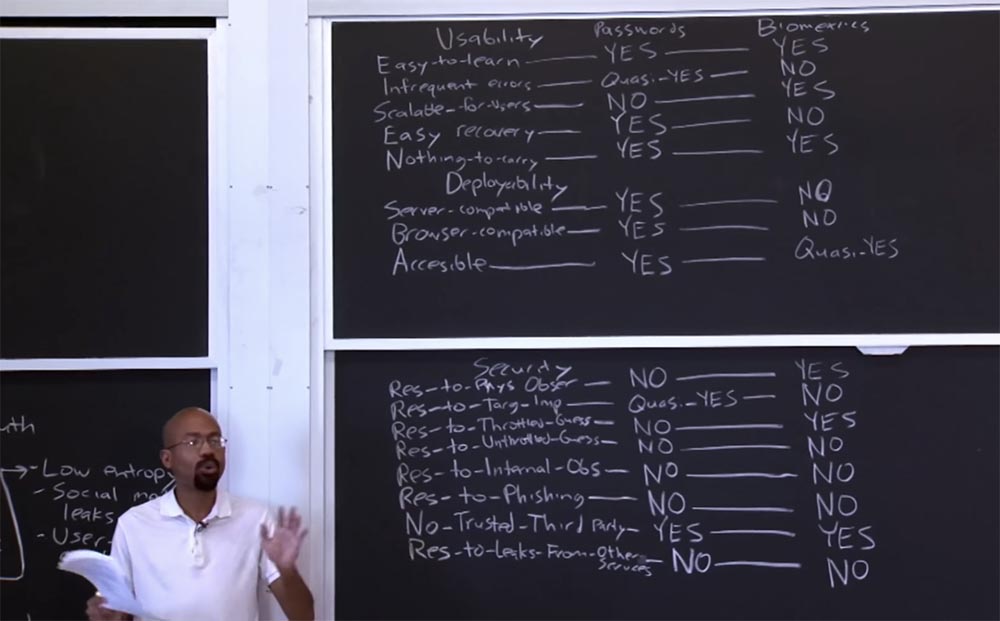 Usability Passwords Biometrics
Easy-to-learn YES YES
Infrequent errors Quasi-YES NO
Scalable-for-users NO YES
Easy recovery YES NO
Nothing-to-carry YES YES
Deployability
Server-compatible YES NO
Browser-compatible YES NO
Accesible YES Quasi-YES
Security
Res-to-Phys Obser NO YES
Res-to-Targ-Imp Quasi-YES NO
Res-to-Throttled-Guess NO YES
Res-to-Unthrottled-Guess NO NO
Res-to-Internal-Obs NO NO
Res-to-Phishing NO NO
No-Trusted-Third Party YES YES
Res-to-Leaks-From-Other Services NO NO
uth
Low entropy
- Social
leaks
- User